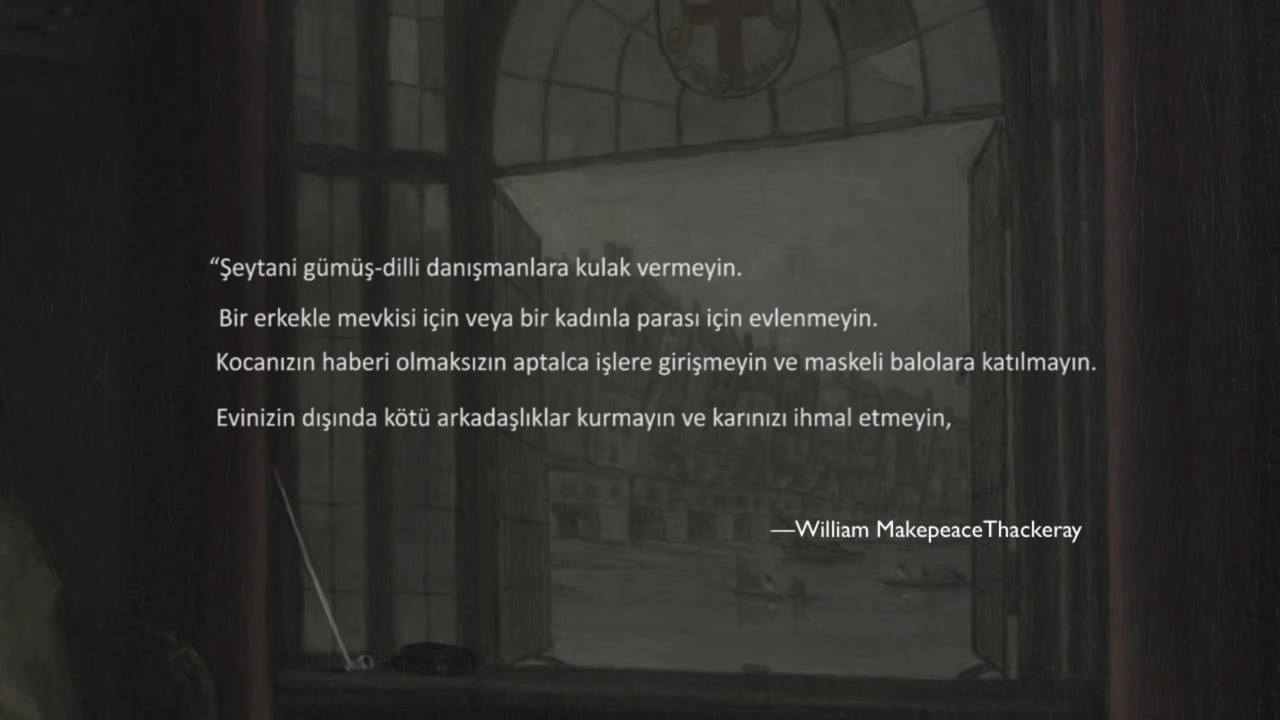 “Şeytani gümüş-dilli danışmanlara kulak vermeyin.
Bir erkekle mevkisi için veya bir kadınla parası için evlenmeyin.
Kocanızın haberi olmaksızın aptalca işlere girişmeyin ve maskeli balolara katılmayın.
Evinizin dışında kötü arkadaşlıklar kurmayın ve karınızı ihmal etmeyin,
—William MakepeaceThackeray